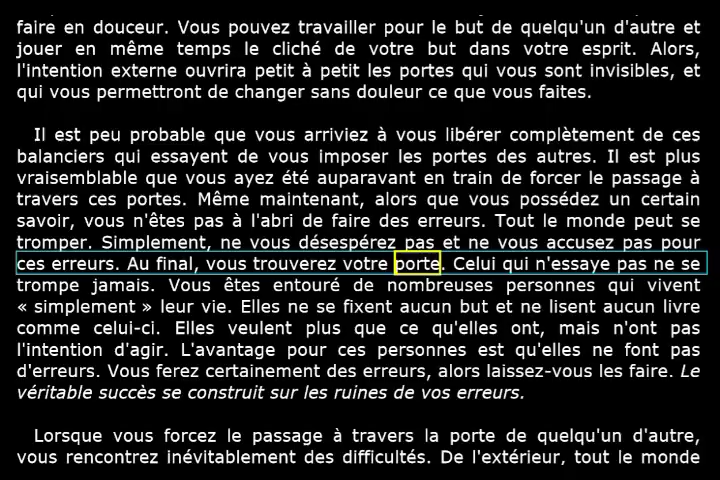 faire en douceur. Vous pouvez travailler pour le but de quelqu'un d'autre et
jouer en même temps le cliché de votre but dans votre esprit. Alors,
l'intention externe ouvrira petit à petit les portes qui vous sont invisibles, et
qui vous permettront de changer sans douleur ce que vous faites.
Il est peu probable que vous arriviez à vous libérer complètement de ces
balanciers qui essayent de vous imposer les portes des autres. Il est plus
vraisemblable que vous ayez été auparavant en train de forcer le passage à
travers ces portes. Même maintenant, alors que vous possédez un certain
savoir, vous n'êtes pas à l'abri de faire des erreurs. Tout le monde peut se
tromper. Simplement, ne vous désespérez pas et ne vous accusez pas pour
ces erreurs. Au final, vous trouverez votre porte. Celui qui n'essaye pas ne se
trompe jamais. Vous êtes entouré de nombreuses personnes qui vivent
« simplement » leur vie. Elles ne se fixent aucun but et ne lisent aucun livre
comme celui-ci. Elles veulent plus que ce qu'elles ont, mais n'ont pas
l'intention d'agir. L'avantage pour ces personnes est qu'elles ne font pas
d'erreurs. Vous ferez certainement des erreurs, alors laissez-vous les faire. Le
véritable succès se construit sur les ruines de vos erreurs.
Lorsque vous forcez le passage à travers la porte de quelqu'un d'autre,
vous rencontrez inévitablement des difficultés. De l'extérieur, tout le monde